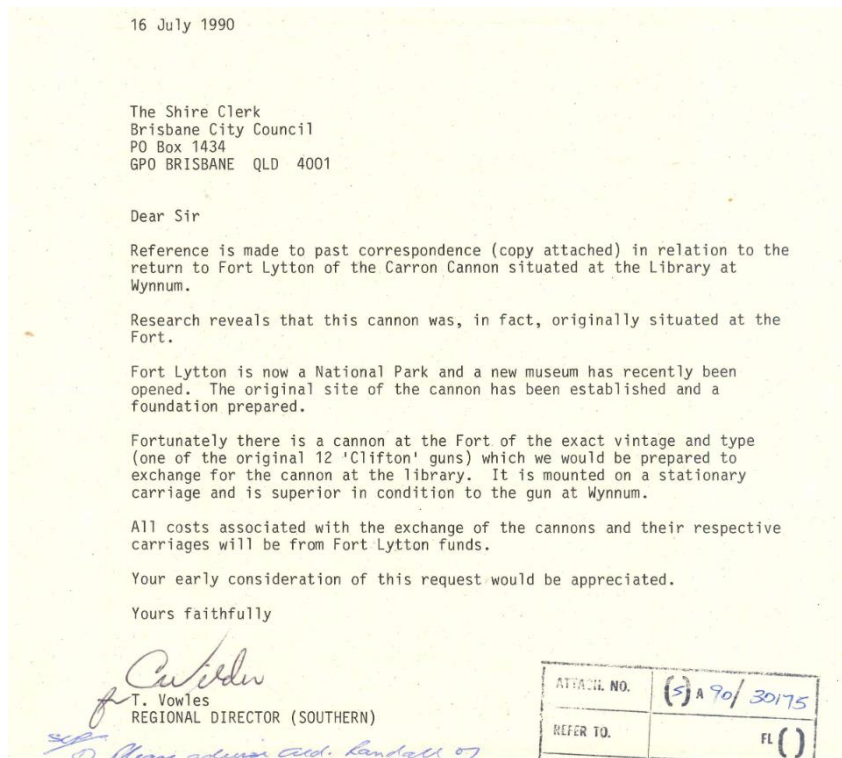 16 July 1990
The Shire Clerk
Brisbane City Council
PO Box 1434
GPO BRISBANE QLD 4001
Dear Sir
Reference is made to past correspondence (copy attached) in relation to the
return to Fort Lytton of the Carron Cannon situated at the Library at
Wynnum.
Research reveals that this cannon was, in fact, originally situated at the
Fort.
Fort Lytton is now a National Park and a new museum has recently been
opened. The original site of the cannon has been established and a
foundation prepared.
Fortunately there is a cannon at the Fort of the exact vintage and type
(one of the original 12 'Clifton' guns) which we would be prepared to
exchange for the cannon at the library. It is mounted on a stationary
carriage and is superior in condition to the gun at Wynnum.
All costs associated with the exchange of the cannons and their respective
carriages will be from Fort Lytton funds.
Your early consideration of this request would be appreciated.
Yours faithfully
T. Vowles
REGIONAL DIRECTOR (SOUTHERN)
ATTACH. NO. (5) A 90/ 30175
REFER TO. FL ()
Please advise Ald. Randall of